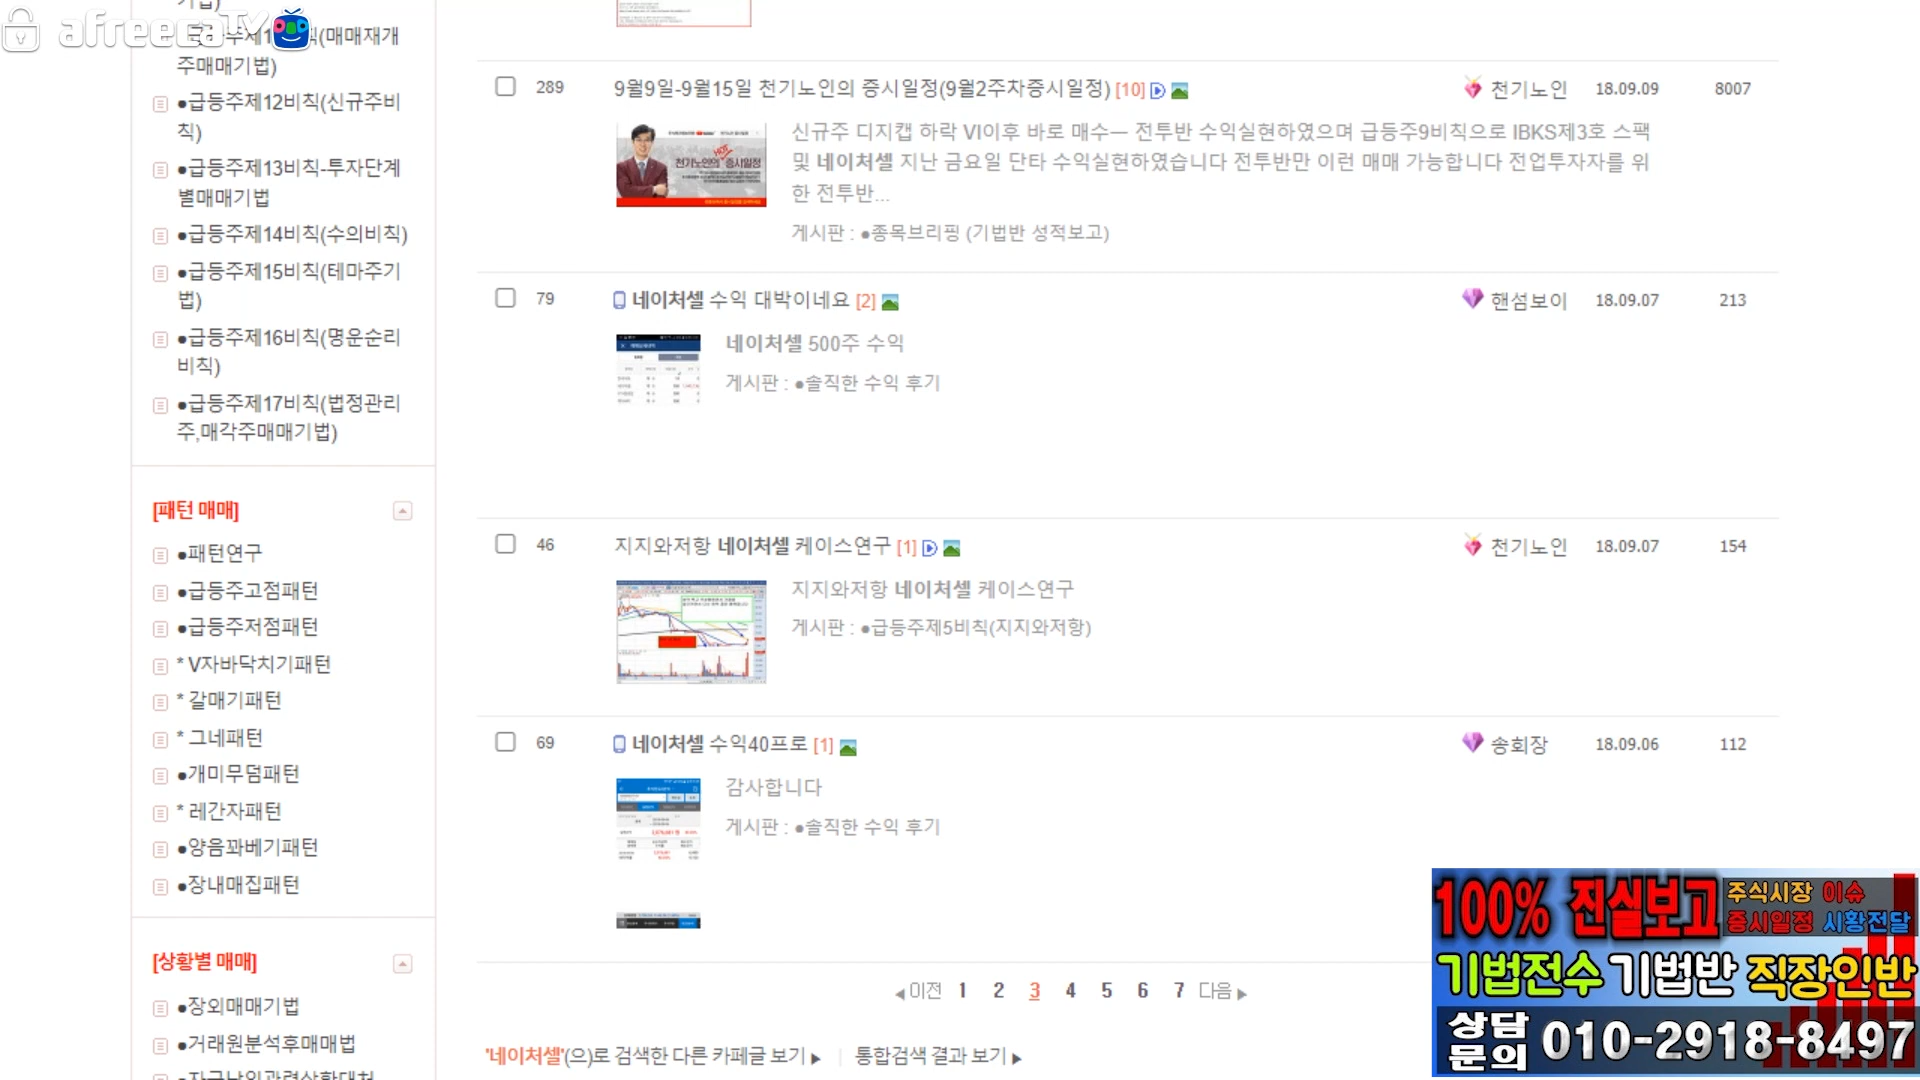 afreecaTV
(매매재개
주매매기법)
●급등주제12비칙(신규주비
칙)
●급등주제13비칙-투자단계
별매매기법
●급등주제14비칙(수의비칙)
●급등주제15비칙(테마주기
법)
●급등주제16비칙(명운순리
비칙)
●급등주제17비칙(법정관리
주,매각주매매기법)
[패턴 매매]
●패턴연구
●급등주고점패턴
●급등주저점패턴
* V자바닥치기패턴
* 갈매기패턴
* 그네패턴
●개미무덤패턴
* 레간자패턴
●양음꽈베기패턴
●장내매집패턴
[상황별 매매]
●장외매매기법
●거래원분석후매매법
289 9월9일-9월15일 천기노인의 증시일정(9월2주차증시일정) [10] 천기노인 18.09.09 8007
천기노인의 HOT 증시일정
신규주 디지캡 하락 VI이후 바로 매수ㅡ 전투반 수익실현하였으며 급등주9비칙으로 IBKS제3호 스팩
및 네이처셀 지난 금요일 단타 수익실현하였습니다 전투반만 이런 매매 가능합니다 전업투자자를 위
한 전투반...
게시판 : ●종목브리핑 (기법반 성적보고)
79 네이처셀 수익 대박이네요 [2] 핸섬보이 18.09.07 213
네이처셀 500주 수익
게시판 : ●솔직한 수익 후기
46 지지와저항 네이처셀 케이스연구 [1] 천기노인 18.09.07 154
지지와저항 네이처셀 케이스연구
게시판 : ●급등주제5비칙(지지와저항)
69 네이처셀 수익40프로 [1] 송회장 18.09.06 112
감사합니다
게시판 : ●솔직한 수익 후기
이전 1 2 3 4 5 6 7 다음
'네이처셀'(으)로 검색한 다른 카페글 보기 통합검색 결과 보기
100% 진실보고 주식시장 이슈
증시일정 시황전달
기법전수 기법반 직장인반
상담
문의 010-2918-8497